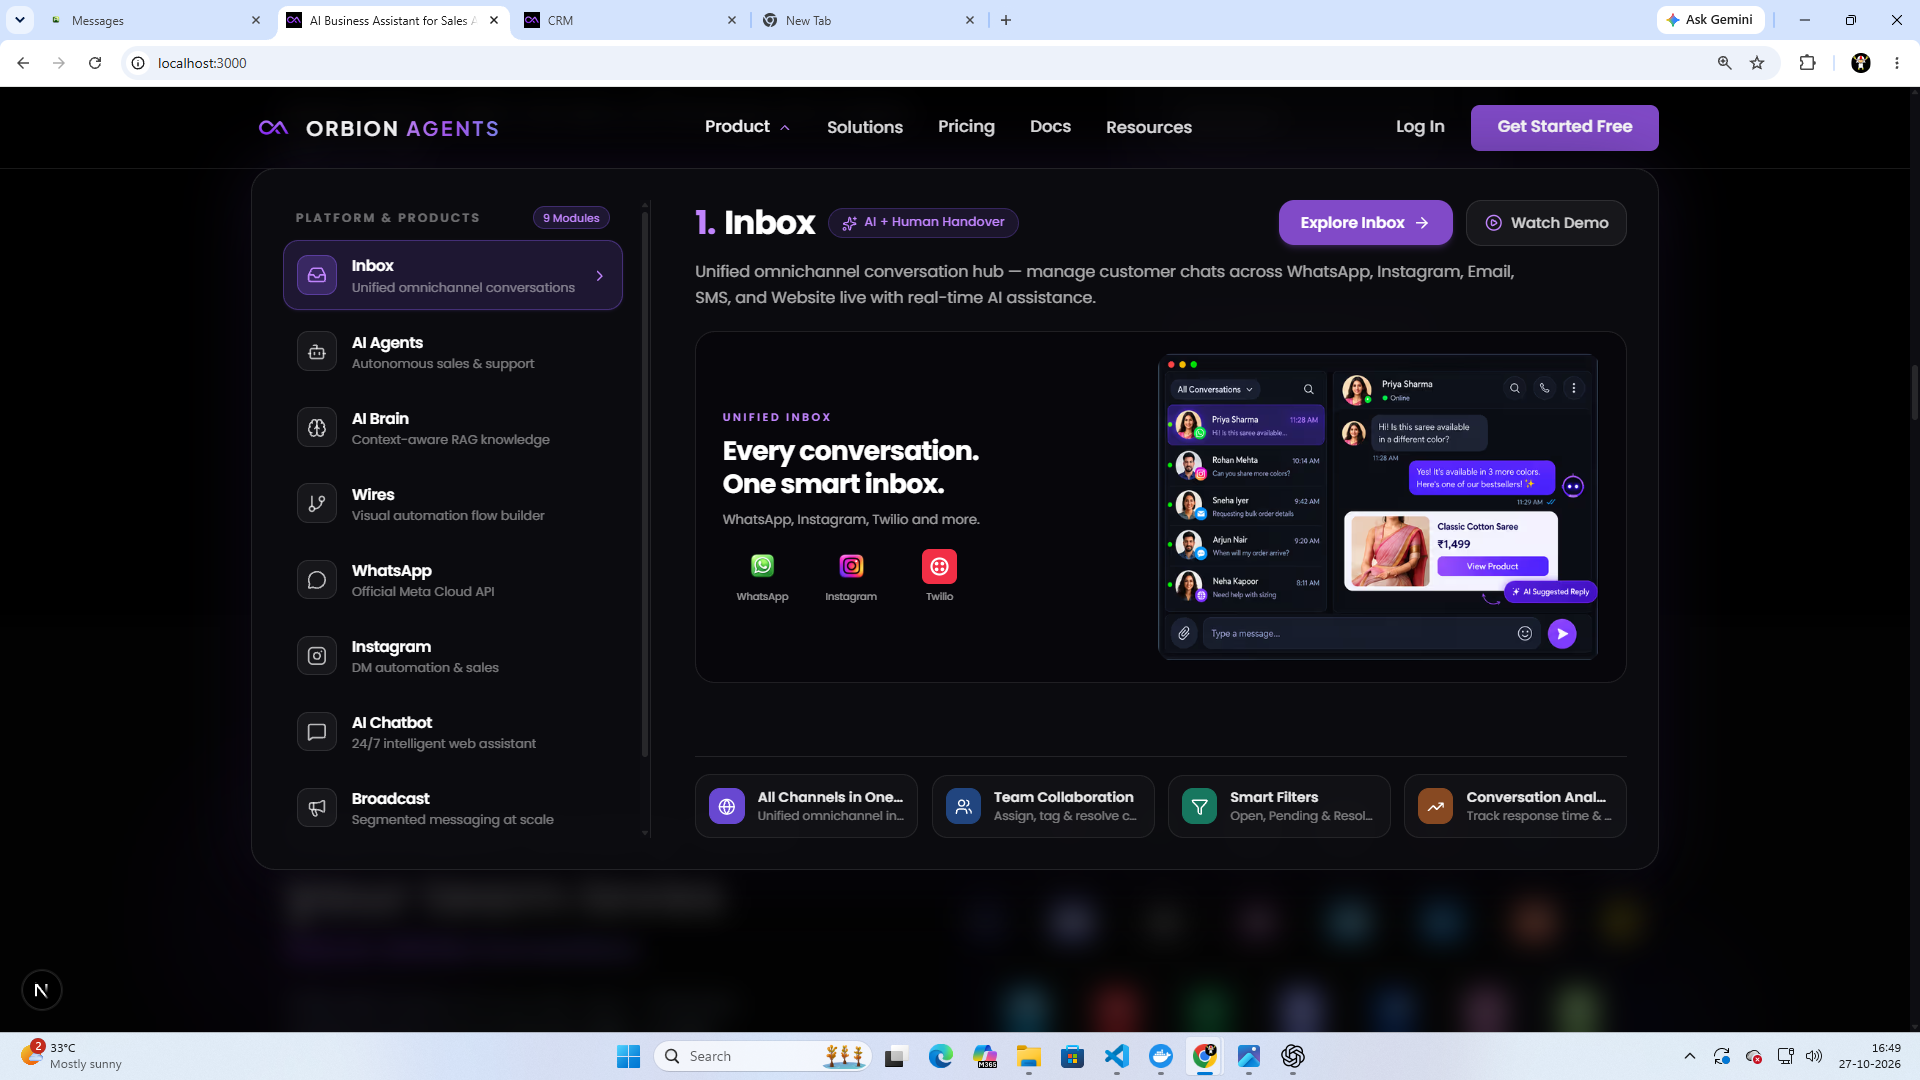 Messages
AI Business Assistant for Sales
CRM
New Tab
Ask Gemini
localhost:3000
ORBION AGENTS
Product
Solutions
Pricing
Docs
Resources
Log In
Get Started Free
PLATFORM & PRODUCTS
9 Modules
Inbox
Unified omnichannel conversations
AI Agents
Autonomous sales & support
AI Brain
Context-aware RAG knowledge
Wires
Visual automation flow builder
WhatsApp
Official Meta Cloud API
Instagram
DM automation & sales
AI Chatbot
24/7 intelligent web assistant
Broadcast
Segmented messaging at scale
1. Inbox
AI + Human Handover
Explore Inbox
Watch Demo
Unified omnichannel conversation hub — manage customer chats across WhatsApp, Instagram, Email,
SMS, and Website live with real-time AI assistance.
UNIFIED INBOX
Every conversation.
One smart inbox.
WhatsApp, Instagram, Twilio and more.
WhatsApp
Instagram
Twilio
All Conversations
Priya Sharma
11:28 AM
Hi! Is this saree available...
Rohan Mehta
10:14 AM
Can you share more colors?
Sneha Iyer
9:42 AM
Requesting bulk order details
Arjun Nair
9:20 AM
When will my order arrive?
Neha Kapoor
8:11 AM
Need help with sizing
Priya Sharma
Online
Hi! Is this saree available
in a different color?
11:28 AM
Yes! It's available in 3 more colors.
Here's one of our bestsellers! ✨
11:29 AM
Classic Cotton Saree
₹1,499
View Product
AI Suggested Reply
Type a message...
All Channels in One...
Unified omnichannel in...
Team Collaboration
Assign, tag & resolve c...
Smart Filters
Open, Pending & Resol...
Conversation Anal...
Track response time & ...
N
2
33°C
Mostly sunny
Search
M365
16:49
27-10-2026